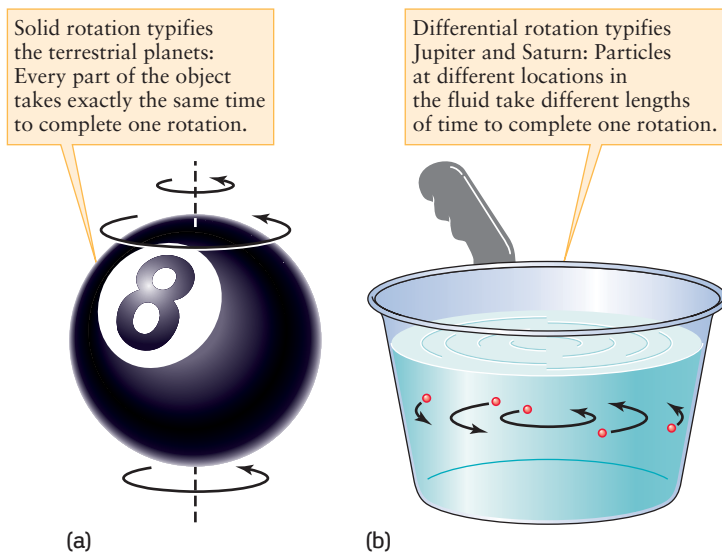 Solid rotation typifies
the terrestrial planets:
Every part of the object
takes exactly the same time
to complete one rotation.
Differential rotation typifies
Jupiter and Saturn: Particles
at different locations in
the fluid take different lengths
of time to complete one rotation.
8
(a)
(b)